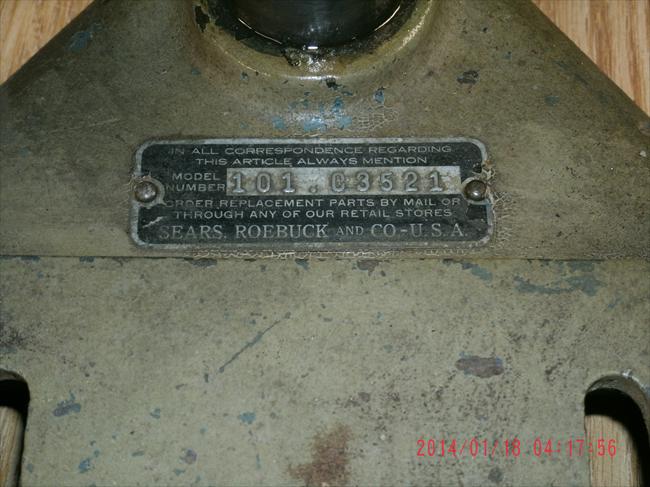 IN ALL CORRESPONDENCE REGARDING
THIS ARTICLE ALWAYS MENTION
MODEL
NUMBER 101.03521
ORDER REPLACEMENT PARTS BY MAIL OR
THROUGH ANY OF OUR RETAIL STORES
SEARS, ROEBUCK AND CO.-U.S.A.
2014/01/18 04:17:56